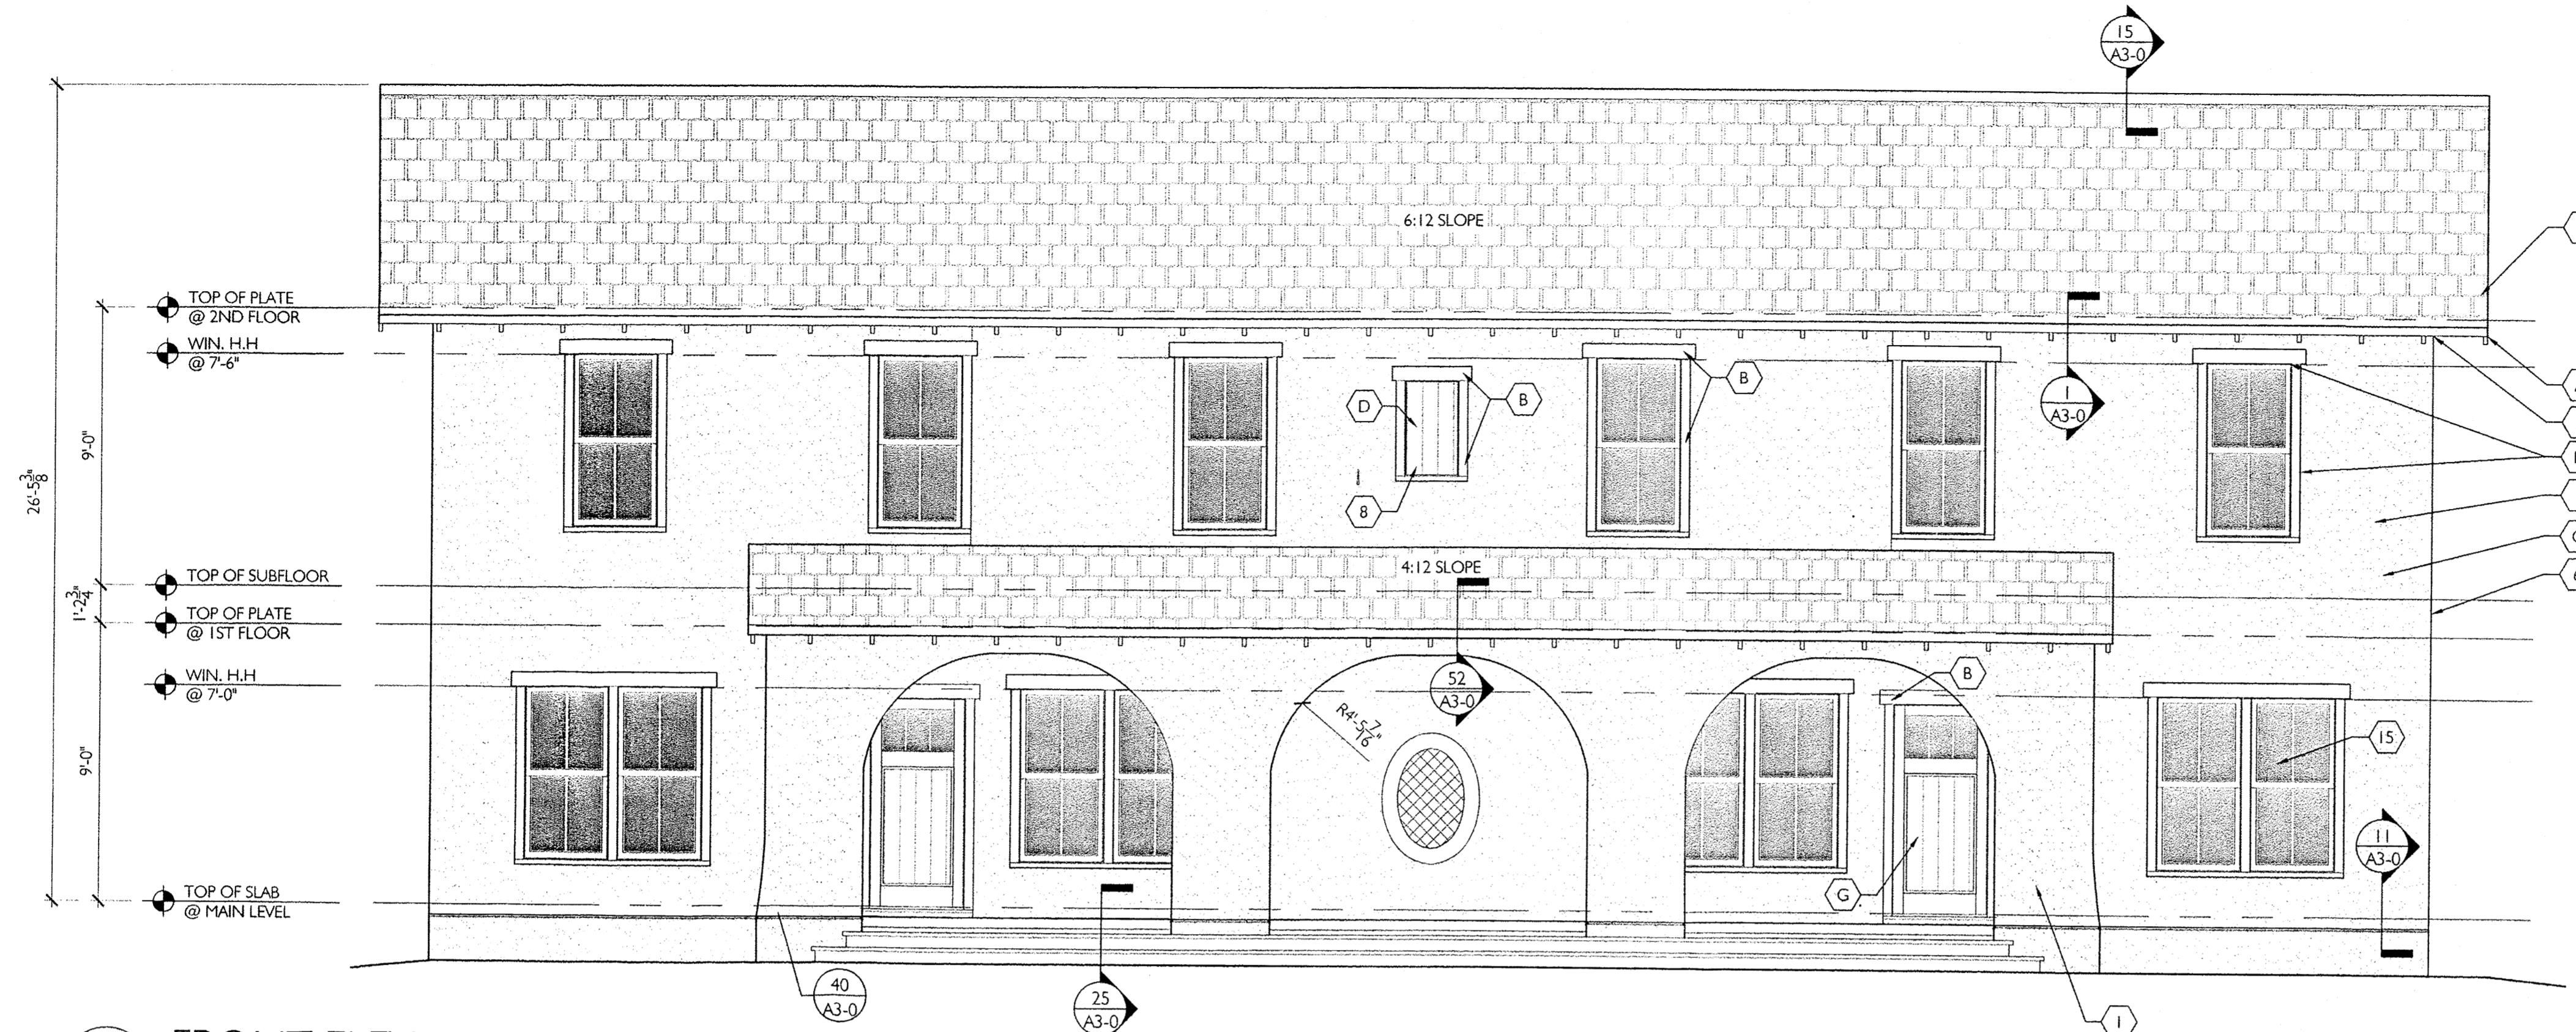 15
A3-0
6:12 SLOPE
TOP OF PLATE
@ 2ND FLOOR
WIN. H.H
@ 7'-6"
1
A3-0
B
D
B
8
9'-0"
26'-5 3/8"
4:12 SLOPE
TOP OF SUBFLOOR
1'-2 3/4"
TOP OF PLATE
@ 1ST FLOOR
WIN. H.H
@ 7'-0"
52
A3-0
B
R4'-5 7/16"
15
9'-0"
11
A3-0
G
TOP OF SLAB
@ MAIN LEVEL
40
A3-0
25
A3-0
1
FRONT